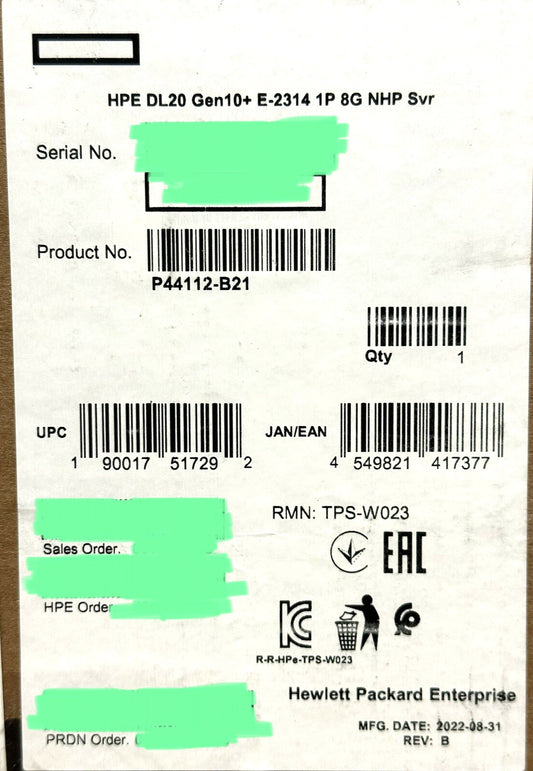 HPE DL20 Gen10+ E-2314 1P 8G NHP Svr
Serial No.
Product No.
P44112-B21
Qty 1
UPC
1 90017 51729 2
JAN/EAN
4 549821 417377
RMN: TPS-W023
EAC
Sales Order.
HPE Order
R-R-HPe-TPS-W023
Hewlett Packard Enterprise
PRDN Order.
MFG. DATE: 2022-08-31
REV: B